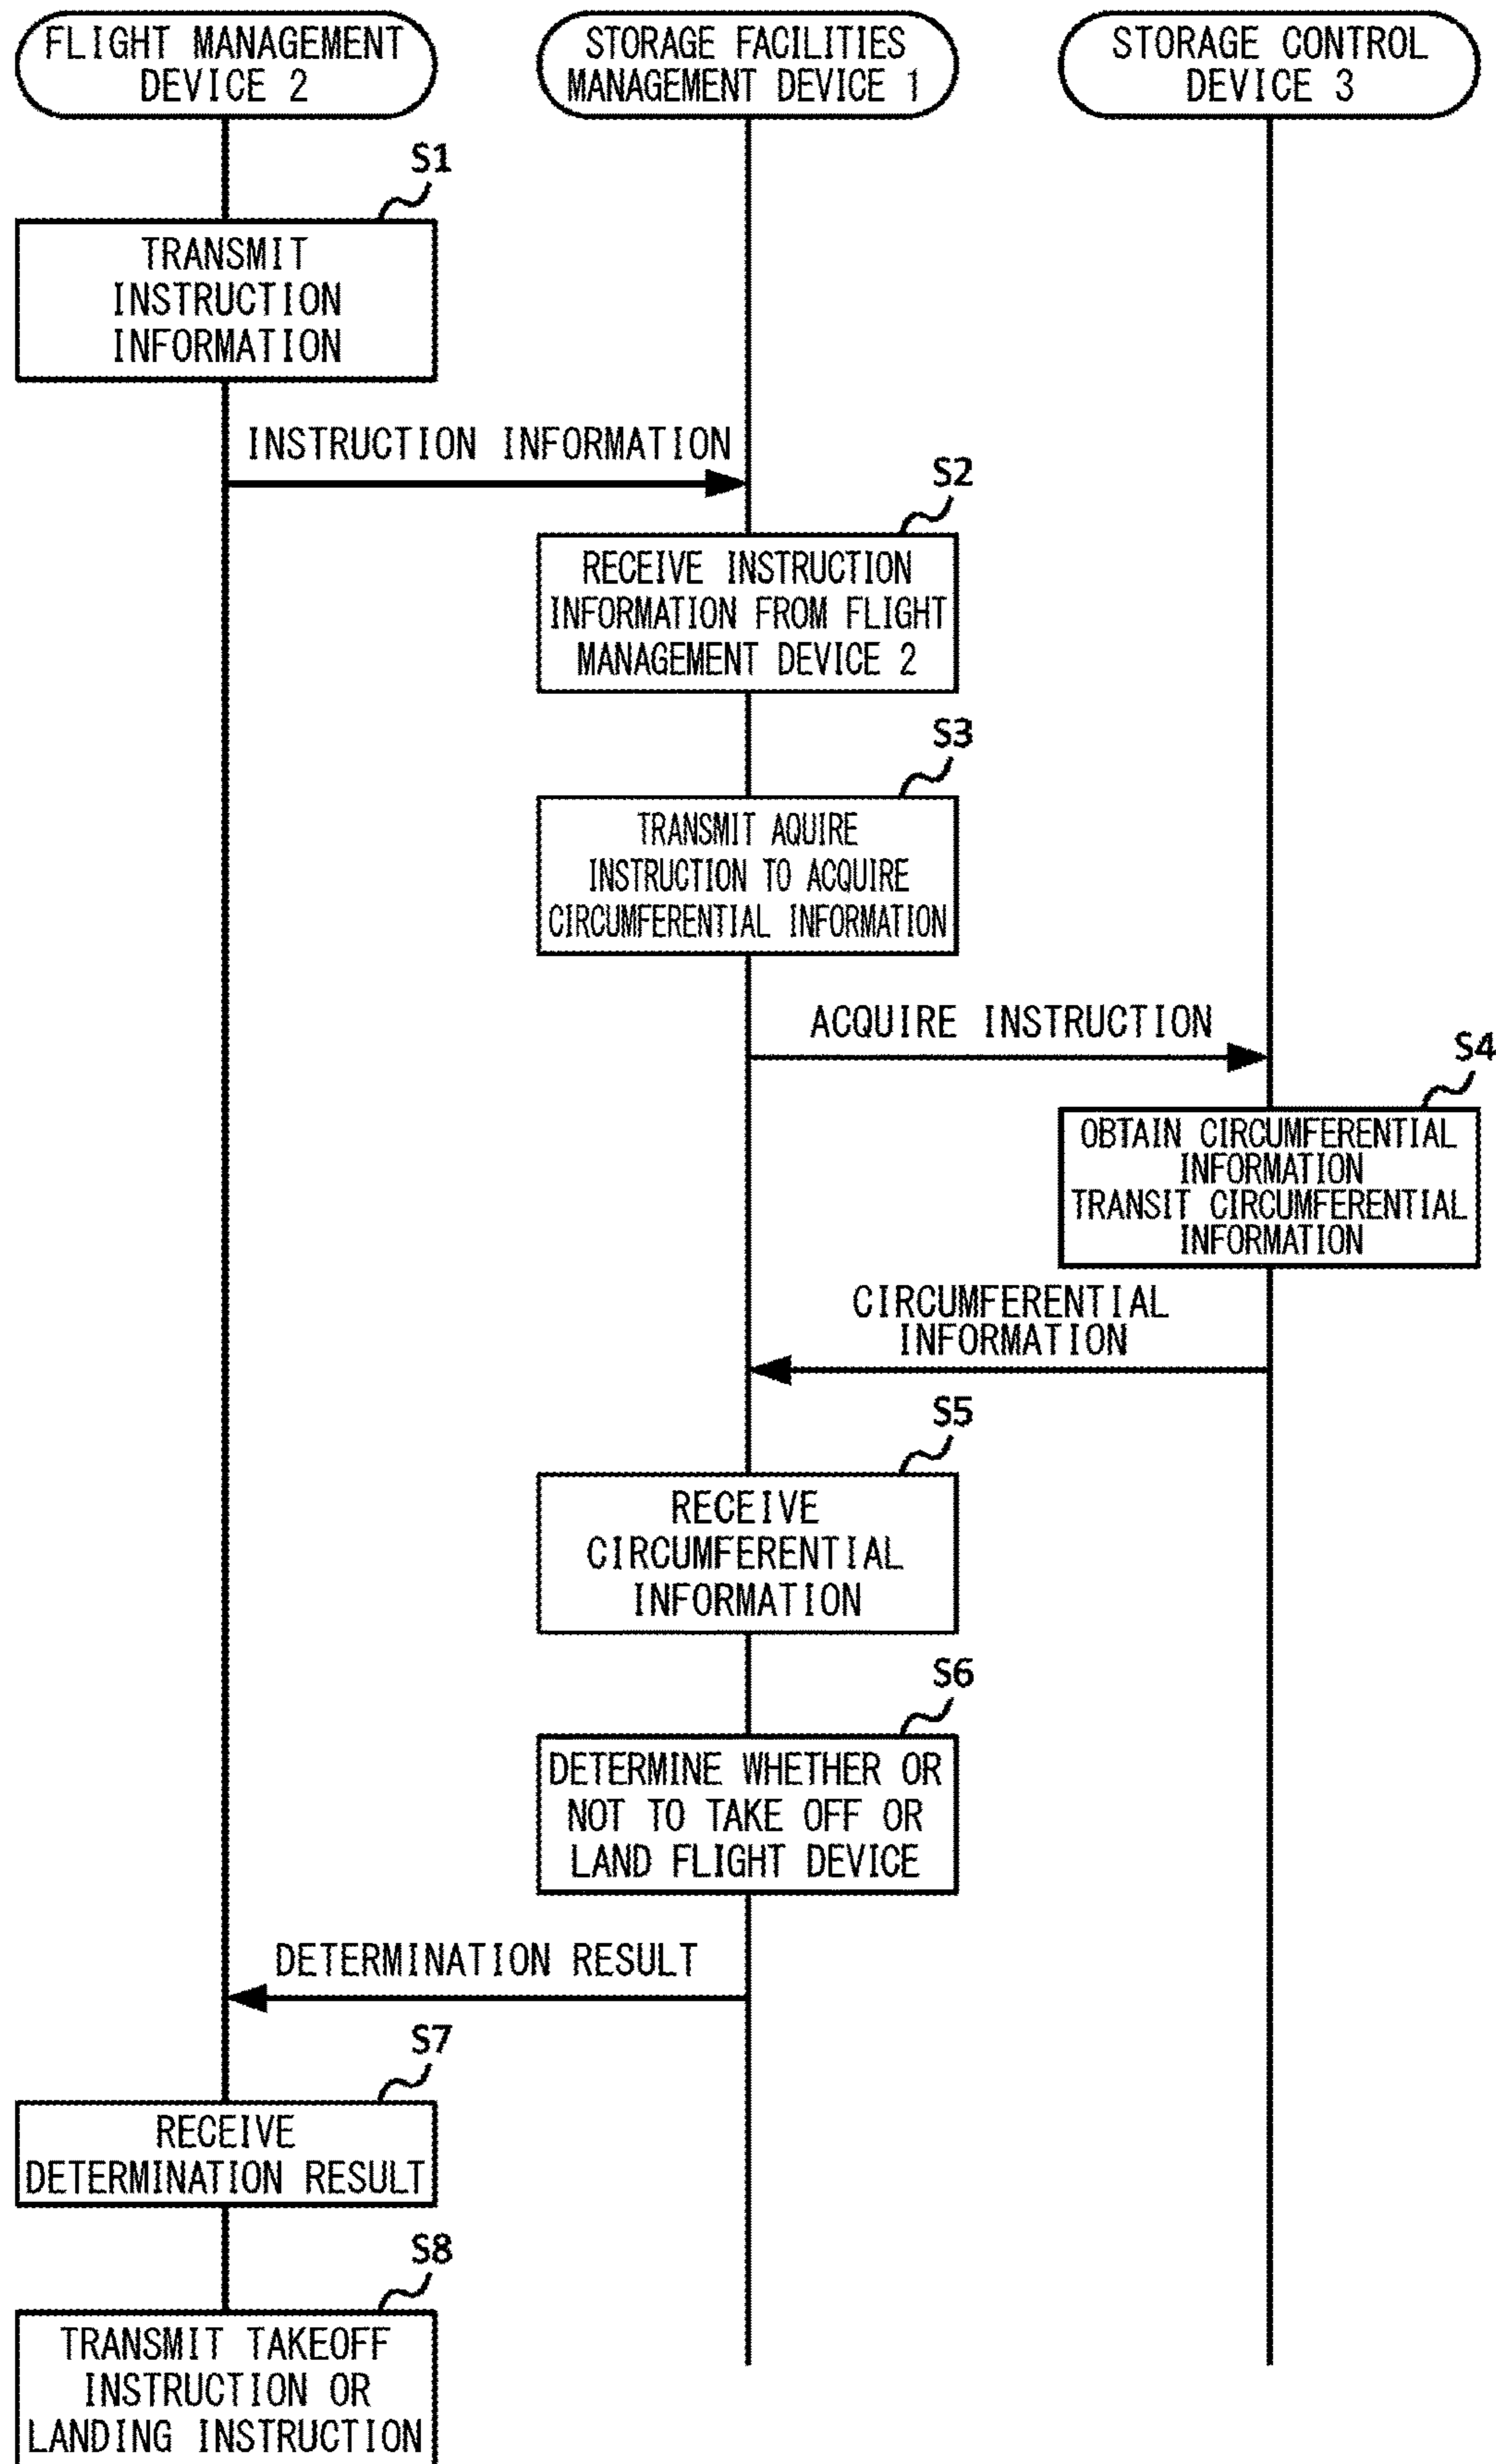 FLIGHT MANAGEMENT
DEVICE 2
STORAGE FACILITIES
MANAGEMENT DEVICE 1
STORAGE CONTROL
DEVICE 3
S1
TRANSMIT
INSTRUCTION
INFORMATION
INSTRUCTION INFORMATION
S2
RECEIVE INSTRUCTION
INFORMATION FROM FLIGHT
MANAGEMENT DEVICE 2
S3
TRANSMIT AQUIRE
INSTRUCTION TO ACQUIRE
CIRCUMFERENTIAL INFORMATION
ACQUIRE INSTRUCTION
S4
OBTAIN CIRCUMFERENTIAL
INFORMATION
TRANSIT CIRCUMFERENTIAL
INFORMATION
CIRCUMFERENTIAL
INFORMATION
S5
RECEIVE
CIRCUMFERENTIAL
INFORMATION
S6
DETERMINE WHETHER OR
NOT TO TAKE OFF OR
LAND FLIGHT DEVICE
DETERMINATION RESULT
S7
RECEIVE
DETERMINATION RESULT
S8
TRANSMIT TAKEOFF
INSTRUCTION OR
LANDING INSTRUCTION